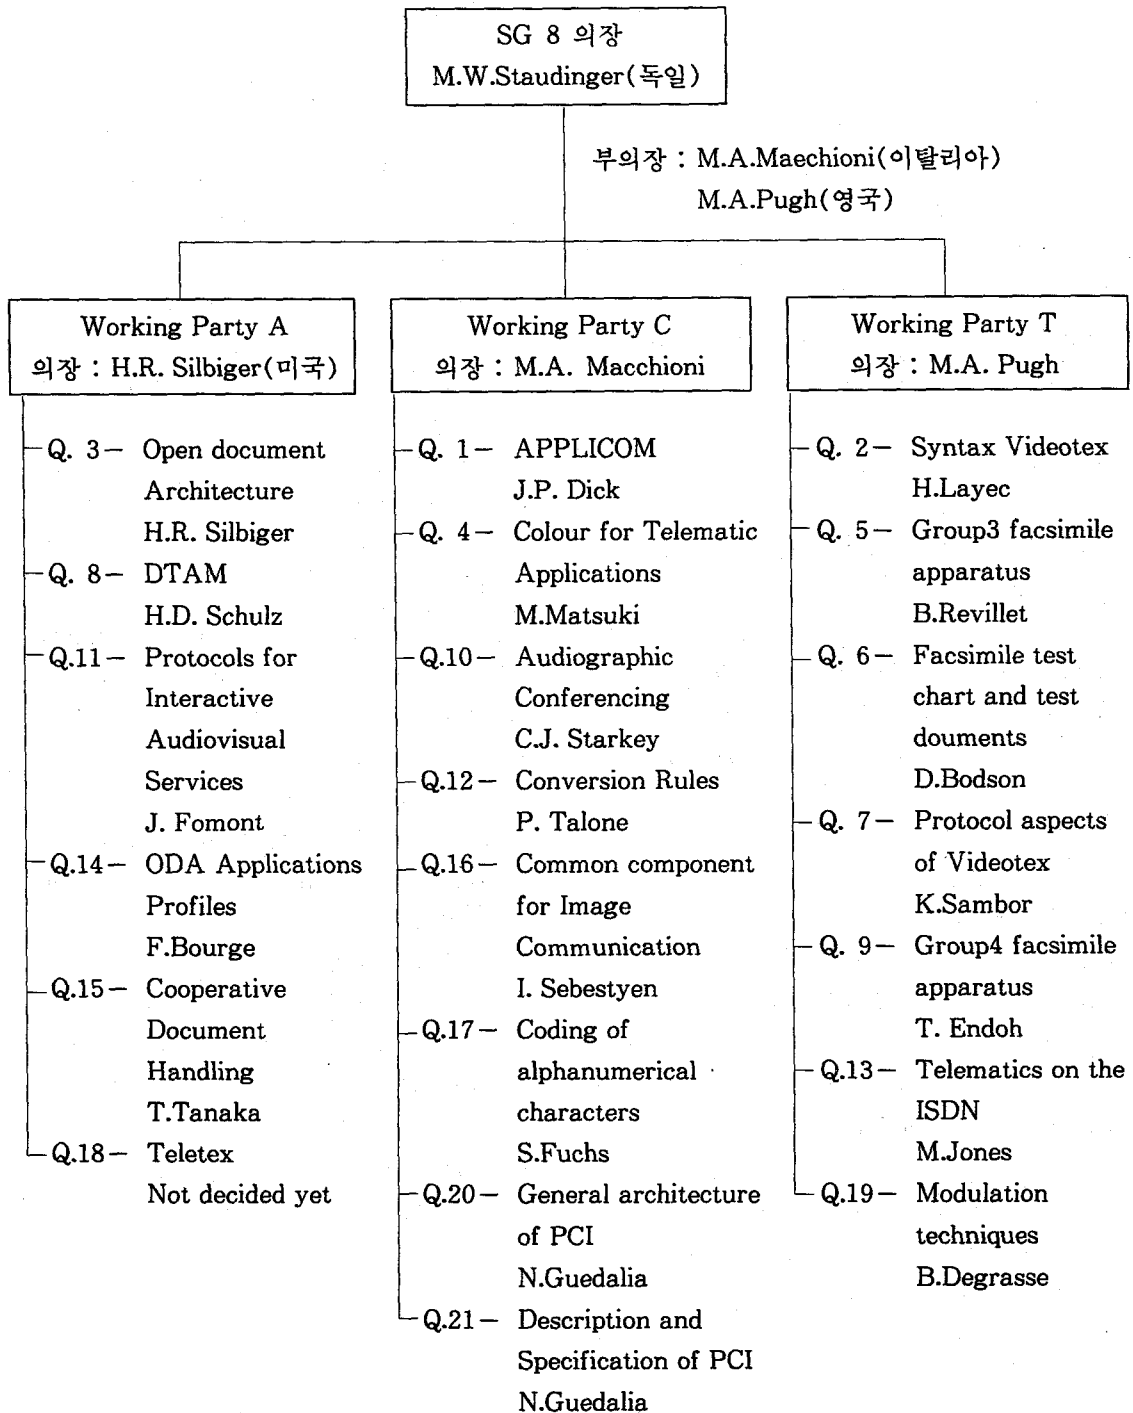 SG 8 의장
M.W.Staudinger(독일)
부의장 : M.A.Maechioni(이탈리아)
M.A.Pugh(영국)
Working Party A
의장 : H.R. Silbiger(미국)
Q. 3— Open document
Architecture
H.R. Silbiger
Q. 8— DTAM
H.D. Schulz
Q.11— Protocols for
Interactive
Audiovisual
Services
J. Fomont
Q.14— ODA Applications
Profiles
F.Bourge
Q.15— Cooperative
Document
Handling
T.Tanaka
Q.18— Teletex
Not decided yet
Working Party C
의장 : M.A. Macchioni
Q. 1— APPLICOM
J.P. Dick
Q. 4— Colour for Telematic
Applications
M.Matsuki
Q.10— Audiographic
Conferencing
C.J. Starkey
Q.12— Conversion Rules
P. Talone
Q.16— Common component
for Image
Communication
I. Sebestyen
Q.17— Coding of
alphanumerical
characters
S.Fuchs
Q.20— General architecture
of PCI
N.Guedalia
Q.21— Description and
Specification of PCI
N.Guedalia
Working Party T
의장 : M.A. Pugh
Q. 2— Syntax Videotex
H.Layec
Q. 5— Group3 facsimile
apparatus
B.Revillet
Q. 6— Facsimile test
chart and test
douments
D.Bodson
Q. 7— Protocol aspects
of Videotex
K.Sambor
Q. 9— Group4 facsimile
apparatus
T. Endoh
Q.13— Telematics on the
ISDN
M.Jones
Q.19— Modulation
techniques
B.Degrasse